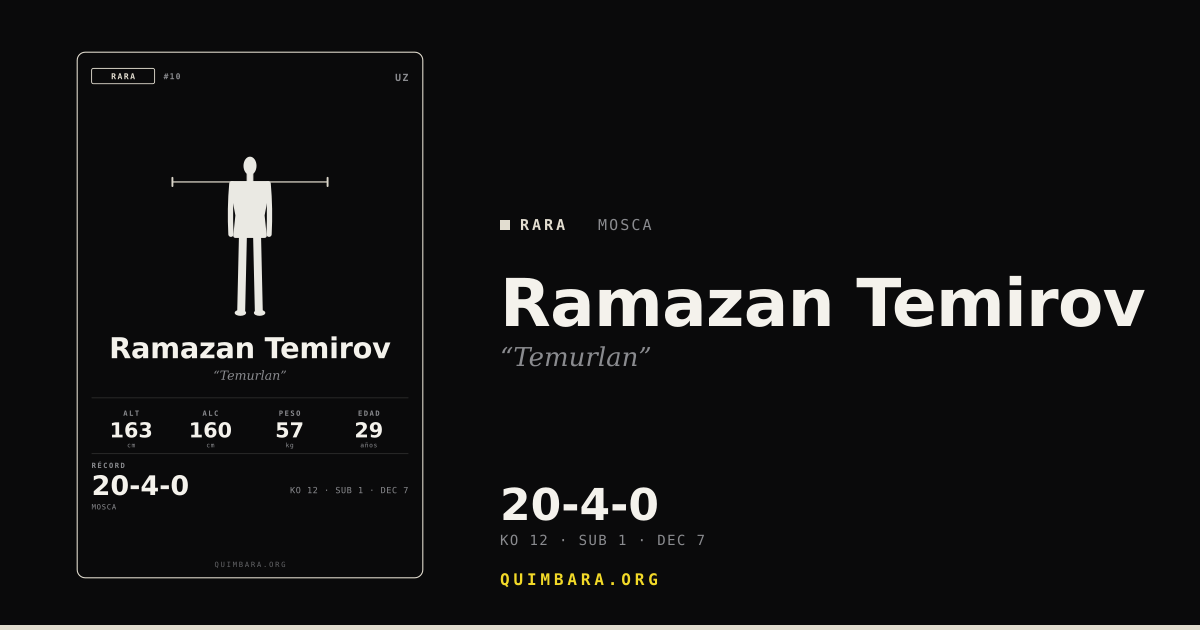 RARA #10 UZ
Ramazan Temirov
“Temurlan”
ALT ALC PESO EDAD
163 160 57 29
cm cm kg años
RÉCORD
20-4-0 KO 12 · SUB 1 · DEC 7
MOSCA
QUIMBARA.ORG
RARA MOSCA
Ramazan Temirov
“Temurlan”
20-4-0
KO 12 · SUB 1 · DEC 7
QUIMBARA.ORG